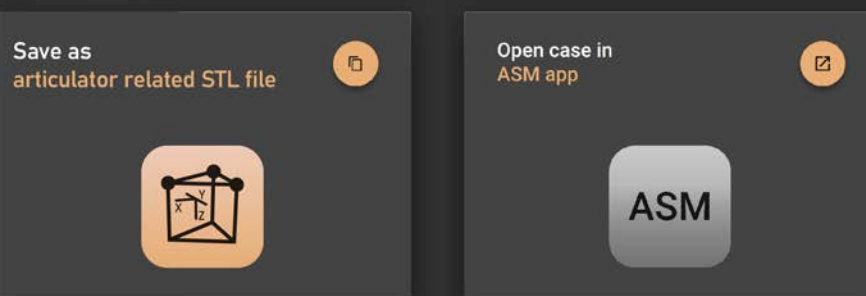 Save as
articulator related STL file
X Y Z
Open case in
ASM app
ASM